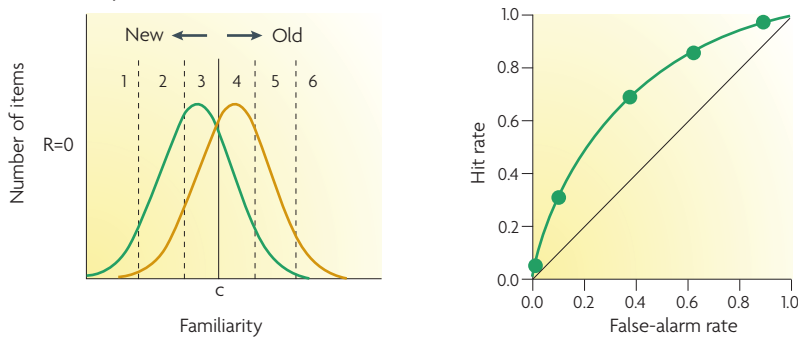 New Old
1 2 3 4 5 6
Number of items
R=0
c
Familiarity
1.0
0.8
0.6
0.4
0.2
0.0
Hit rate
0.0 0.2 0.4 0.6 0.8 1.0
False-alarm rate